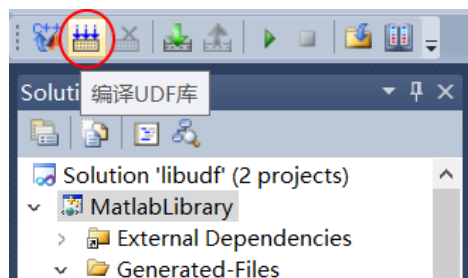 Soluti
编译UDF库
Solution 'libudf' (2 projects)
MatlabLibrary
External Dependencies
Generated-Files